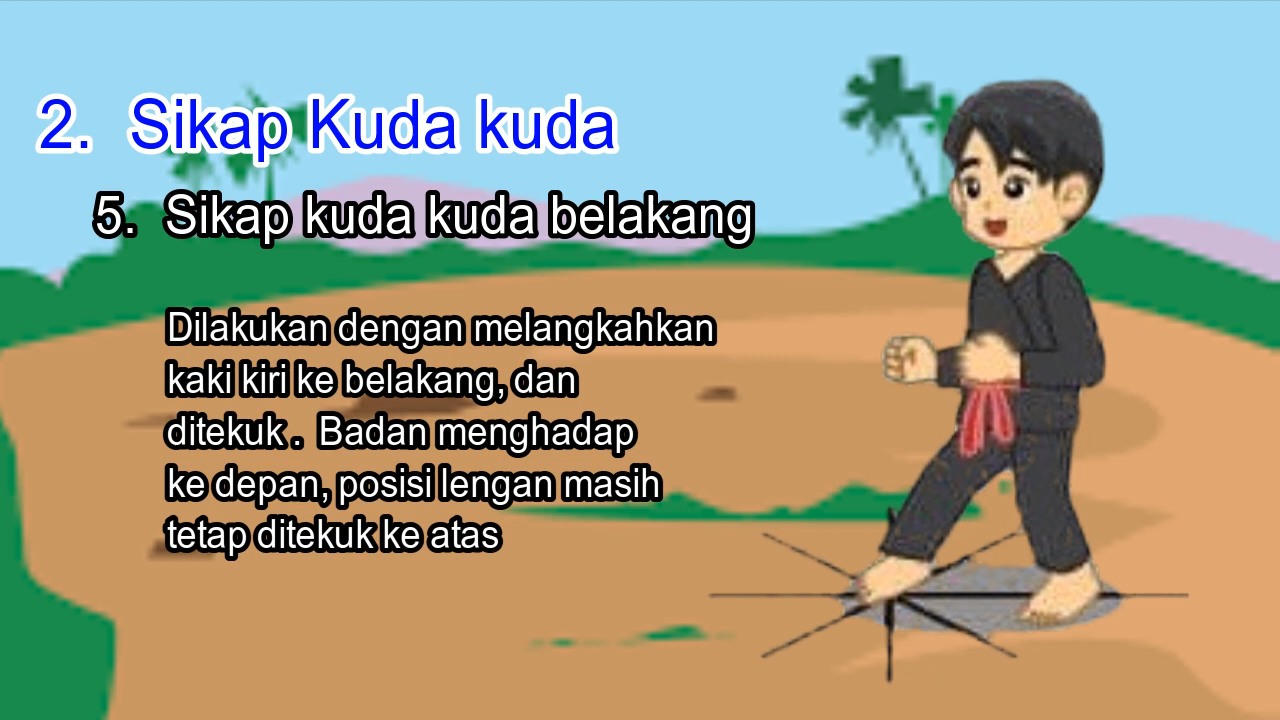 2. Sikap Kuda kuda
5. Sikap kuda kuda belakang
Dilakukan dengan melangkahkan
kaki kiri ke belakang, dan
ditekuk . Badan menghadap
ke depan, posisi lengan masih
tetap ditekuk ke atas